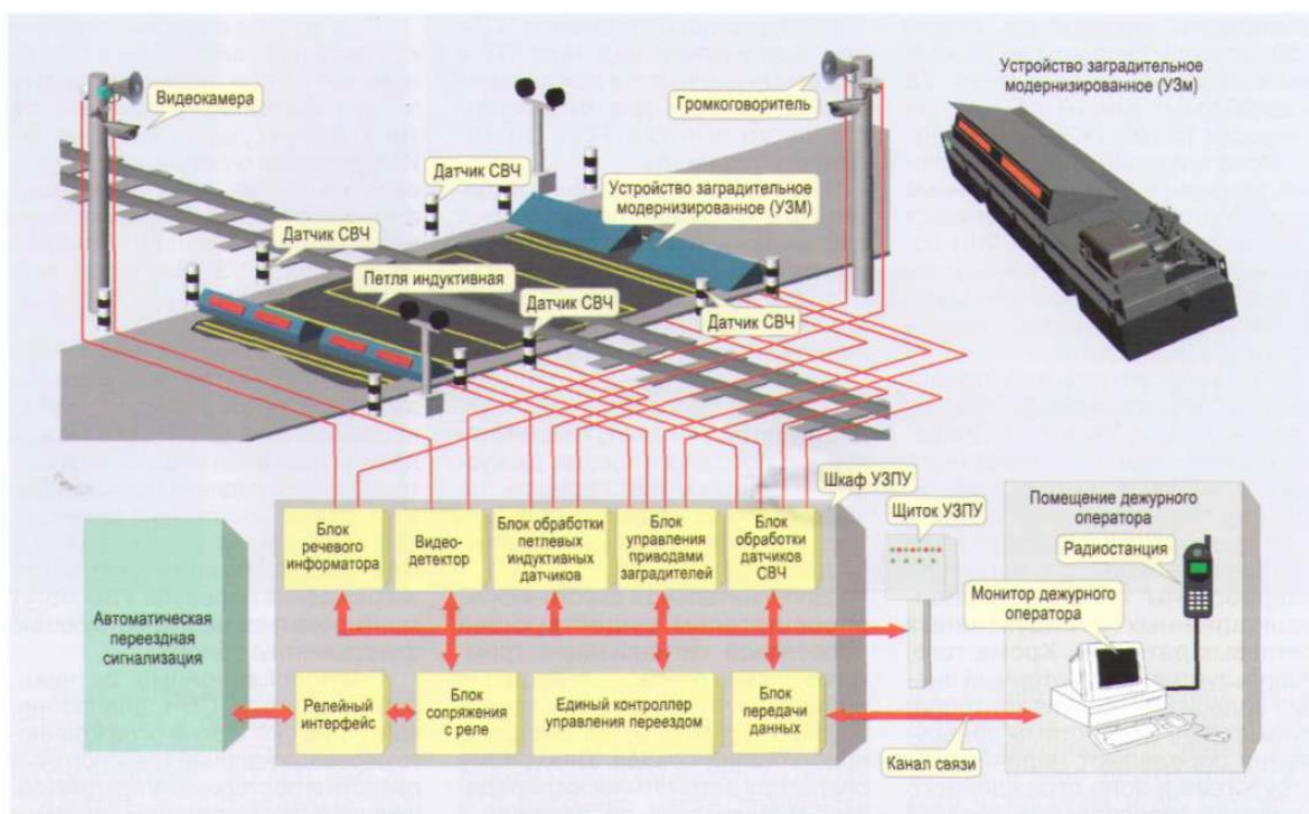 Видеокамера
Громкоговоритель
Устройство заградительное
модернизированное (УЗм)
Датчик СВЧ
Устройство заградительное
модернизированное (УЗМ)
Датчик СВЧ
Петля индуктивная
Датчик СВЧ
Датчик СВЧ
Шкаф УЗПУ
Щиток УЗПУ
Помещение дежурного
оператора
Радиостанция
Монитор дежурного
оператора
Блок
речевого
информатора
Видео-
детектор
Блок обработки
петлевых
индуктивных
датчиков
Блок
управления
приводами
заградителей
Блок
обработки
датчиков
СВЧ
Автоматическая
переездная
сигнализация
Релейный
интерфейс
Блок
сопряжения
с реле
Единый контроллер
управления переездом
Блок
передачи
данных
Канал связи